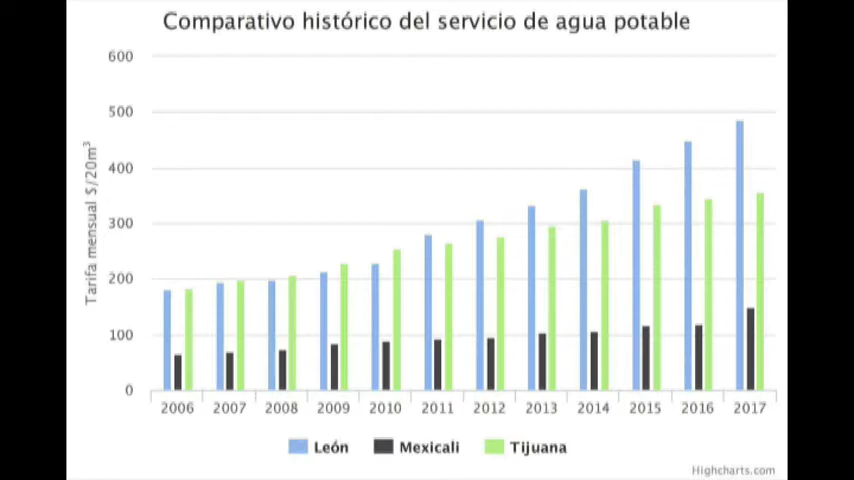 Comparativo histórico del servicio de agua potable
600
500
400
300
200
100
0
Tarifa mensual $/20m³
2006 2007 2008 2009 2010 2011 2012 2013 2014 2015 2016 2017
León Mexicali Tijuana
Highcharts.com